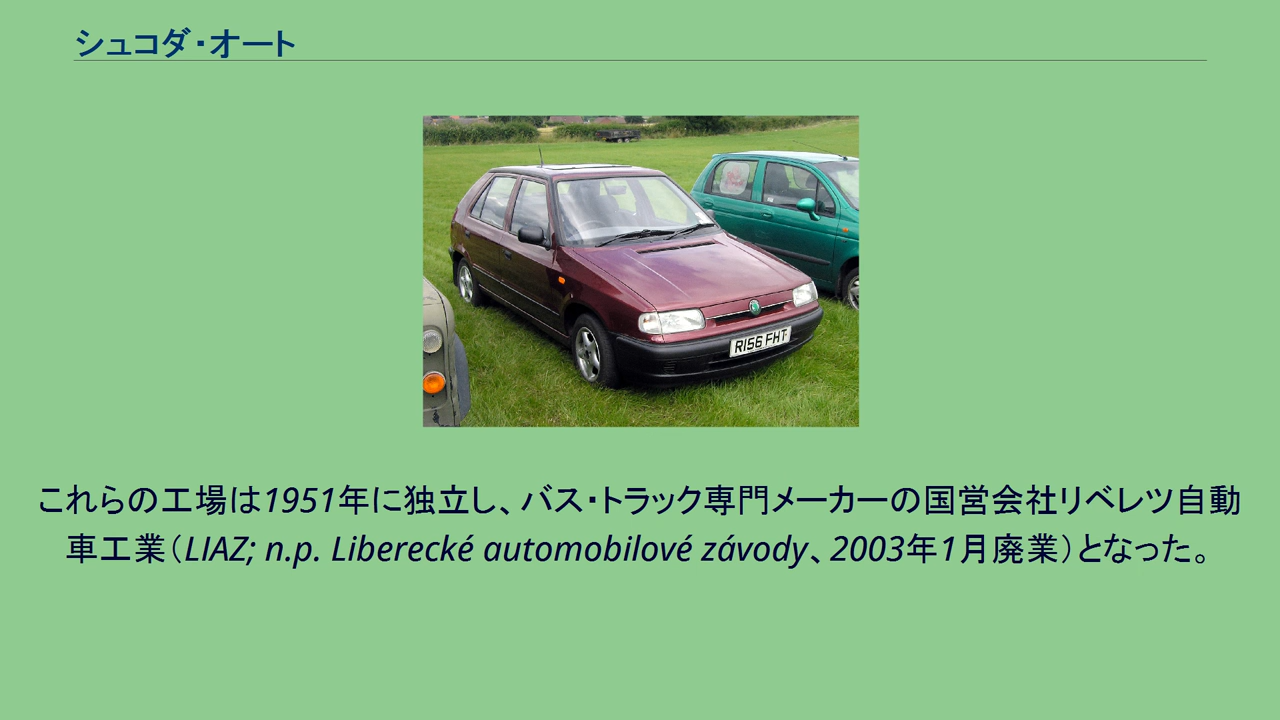 シュコダ・オート
R156 FHT
これらの工場は1951年に独立し、バス・トラック専門メーカーの国営会社リベレツ自動
車工業（LIAZ; n.p. Liberecké automobilové závody、2003年1月廃業）となった。